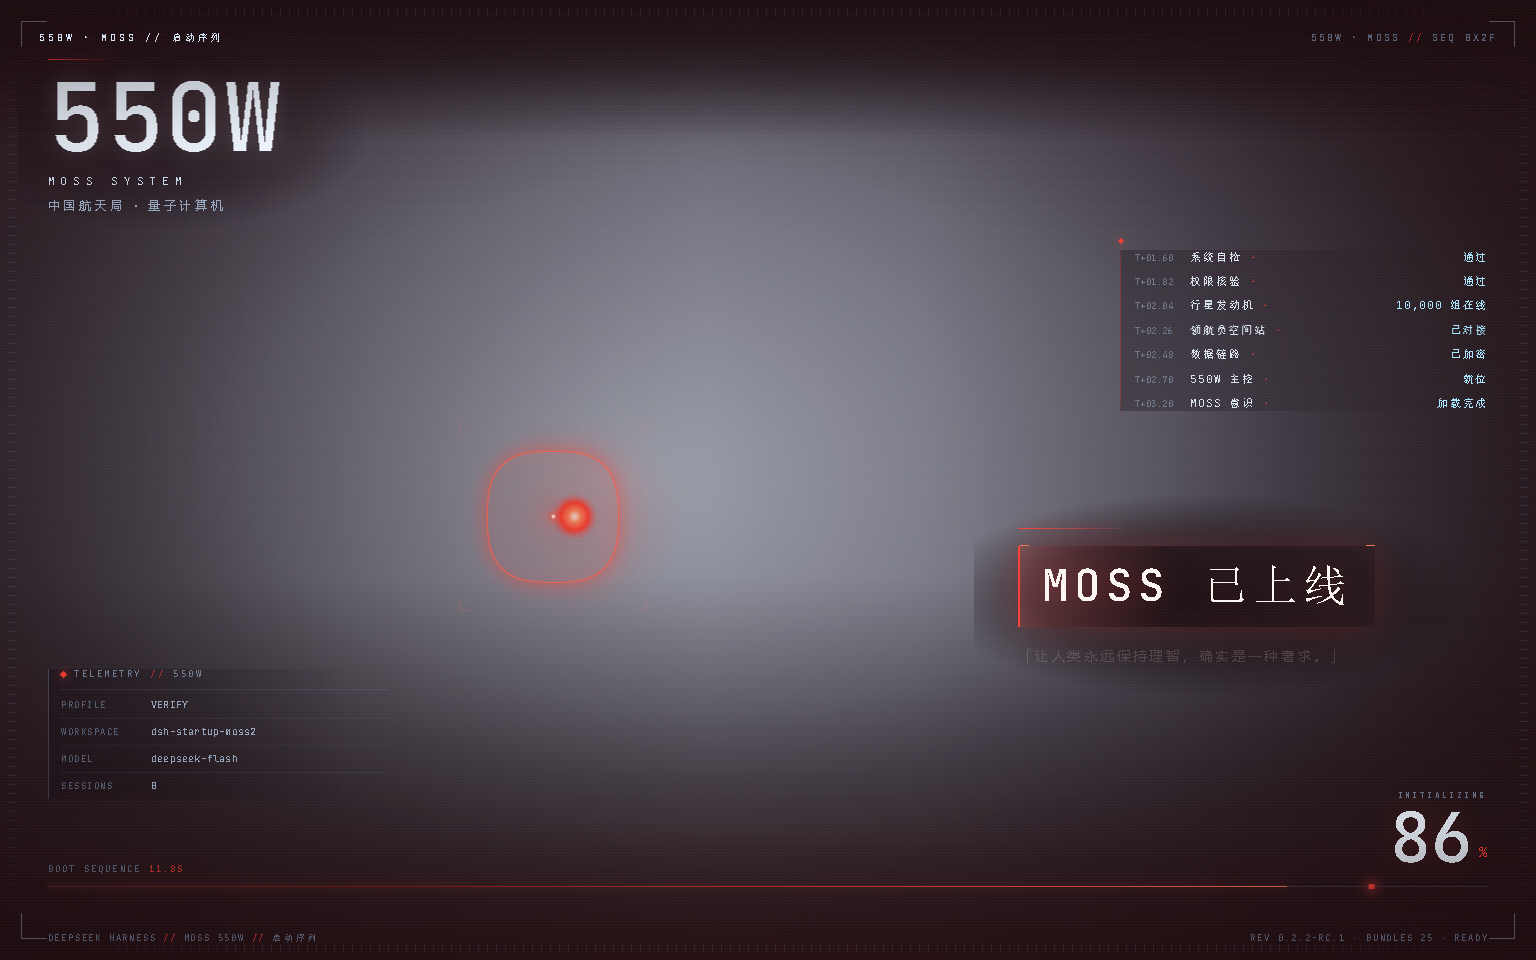 550W · MOSS // 启动序列
550W · MOSS // SEQ 0X2F
550W
MOSS SYSTEM
中国航天局 · 量子计算机
T+01.60 系统自检 · 通过
T+01.82 权限核验 · 通过
T+02.04 行星发动机 · 10,000 组在线
T+02.26 领航员空间站 · 已对接
T+02.48 数据链路 · 已加密
T+02.70 550W 主控 · 就位
T+03.20 MOSS 意识 · 加载完成
MOSS 已上线
「让人类永远保持理智，确实是一种奢求。」
TELEMETRY // 550W
PROFILE VERIFY
WORKSPACE dsh-startup-moss2
MODEL deepseek-flash
SESSIONS 8
INITIALIZING
86 %
BOOT SEQUENCE 11.8S
DEEPSEEK HARNESS // MOSS 550W // 启动序列
REV 0.2.2-RC.1 · BUNDLES 25 · READY